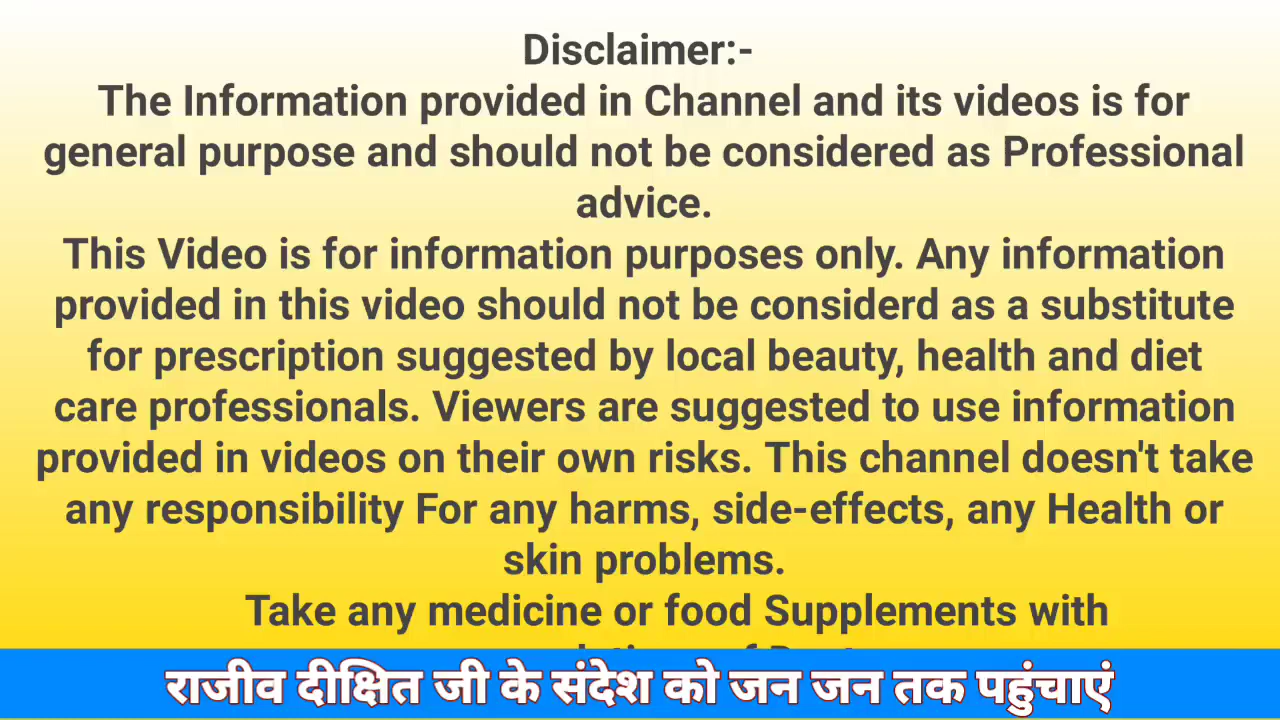 Disclaimer:-
The Information provided in Channel and its videos is for
general purpose and should not be considered as Professional
advice.
This Video is for information purposes only. Any information
provided in this video should not be considerd as a substitute
for prescription suggested by local beauty, health and diet
care professionals. Viewers are suggested to use information
provided in videos on their own risks. This channel doesn't take
any responsibility For any harms, side-effects, any Health or
skin problems.
Take any medicine or food Supplements with
राजीव दीक्षित जी के संदेश को जन जन तक पहुंचाएं